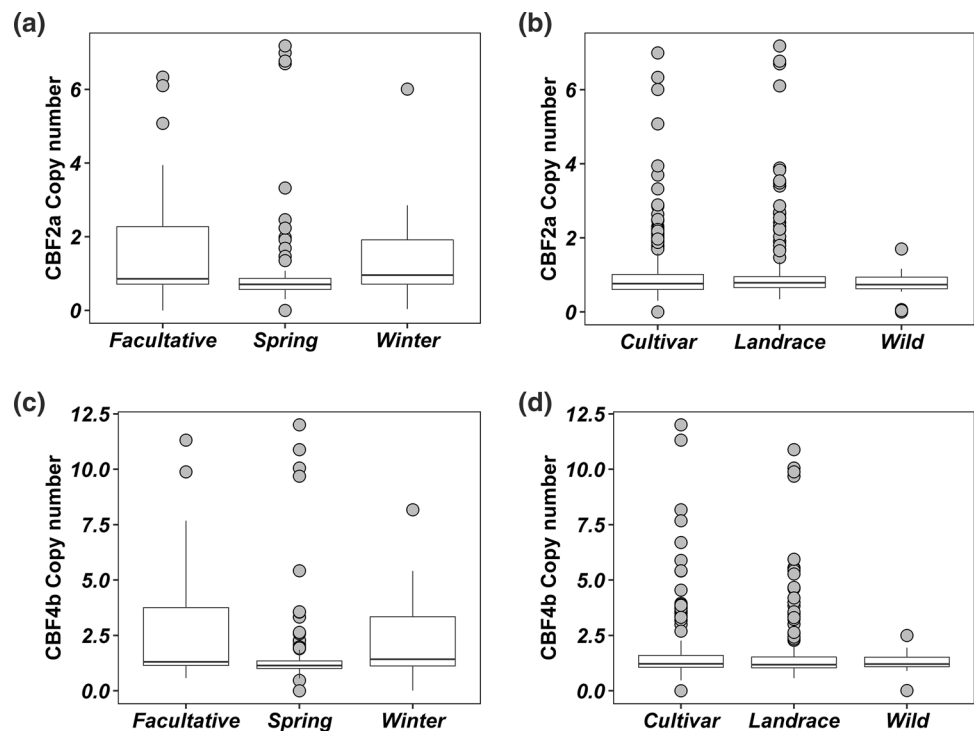 (a)
CBF2a Copy number
6
4
2
0
Facultative Spring Winter
(b)
CBF2a Copy number
6
4
2
0
Cultivar Landrace Wild
(c)
CBF4b Copy number
12.5
10.0
7.5
5.0
2.5
0.0
Facultative Spring Winter
(d)
CBF4b Copy number
12.5
10.0
7.5
5.0
2.5
0.0
Cultivar Landrace Wild